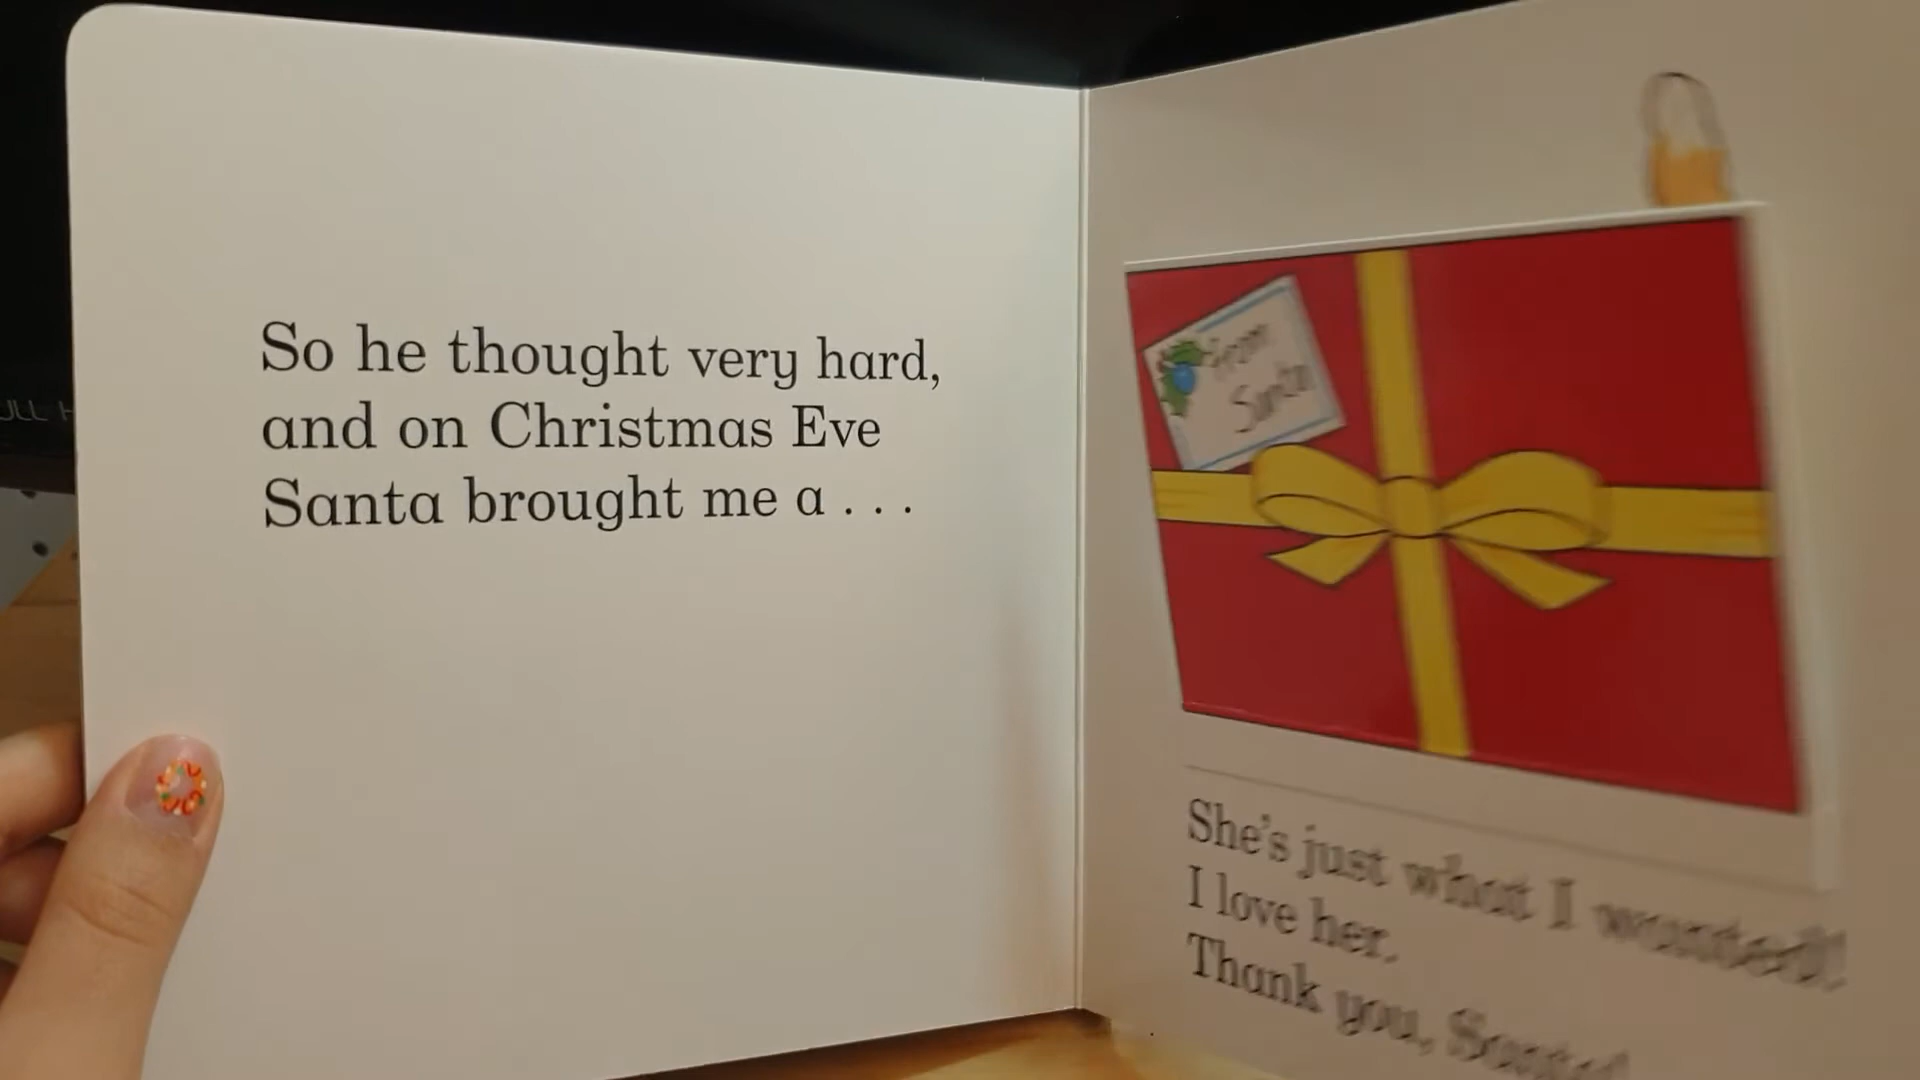 So he thought very hard,
and on Christmas Eve
Santa brought me a . . .
From
Santa
She's just what I wanted!
I love her.
Thank you, Santa!